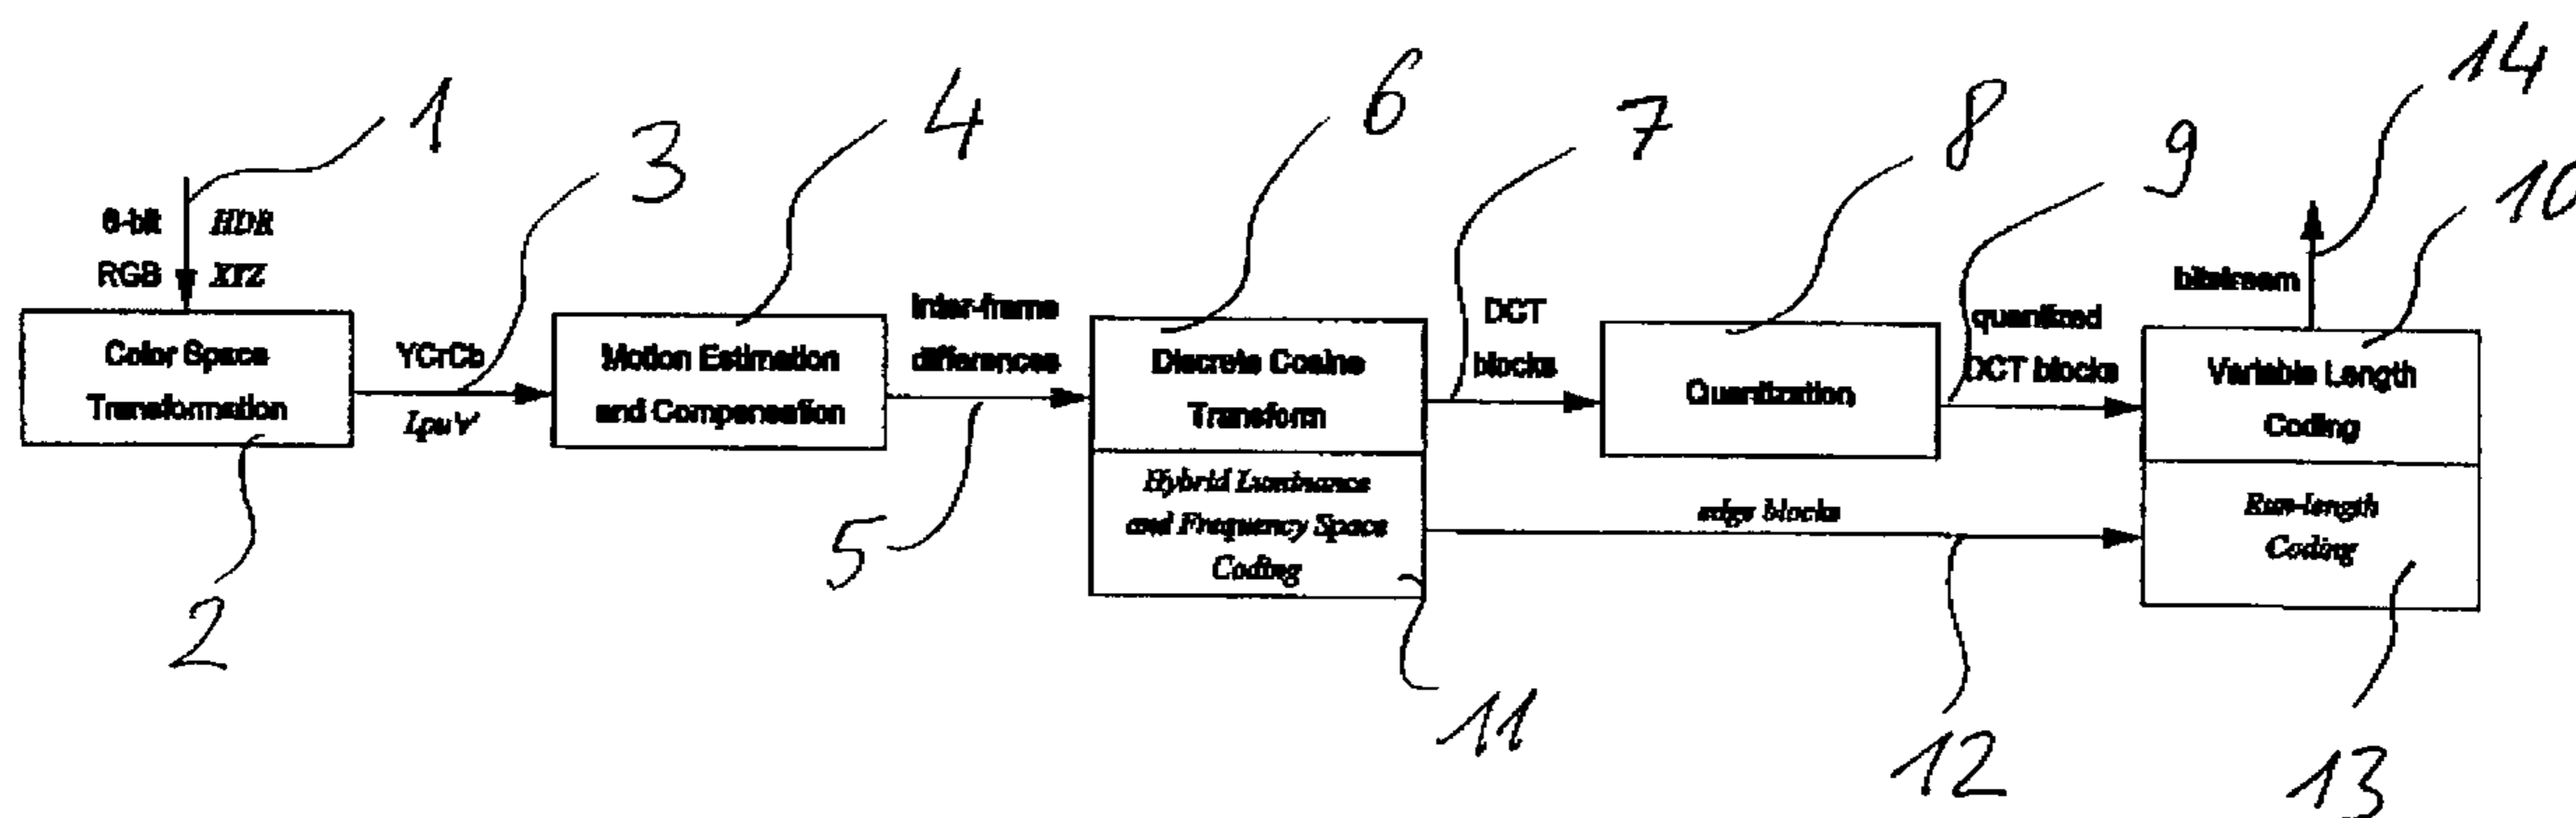 1
2
3
4
5
6
7
8
9
10
11
12
13
14
8-bit HDR
RGB XYZ
Color Space
Transformation
YCrCb
Lpu'v'
Motion Estimation
and Compensation
inter-frame
differences
Discrete Cosine
Transform
Hybrid Luminance
and Frequency Space
Coding
DCT
blocks
Quantization
quantized
DCT blocks
edge blocks
bitstream
Variable Length
Coding
Run-length
Coding